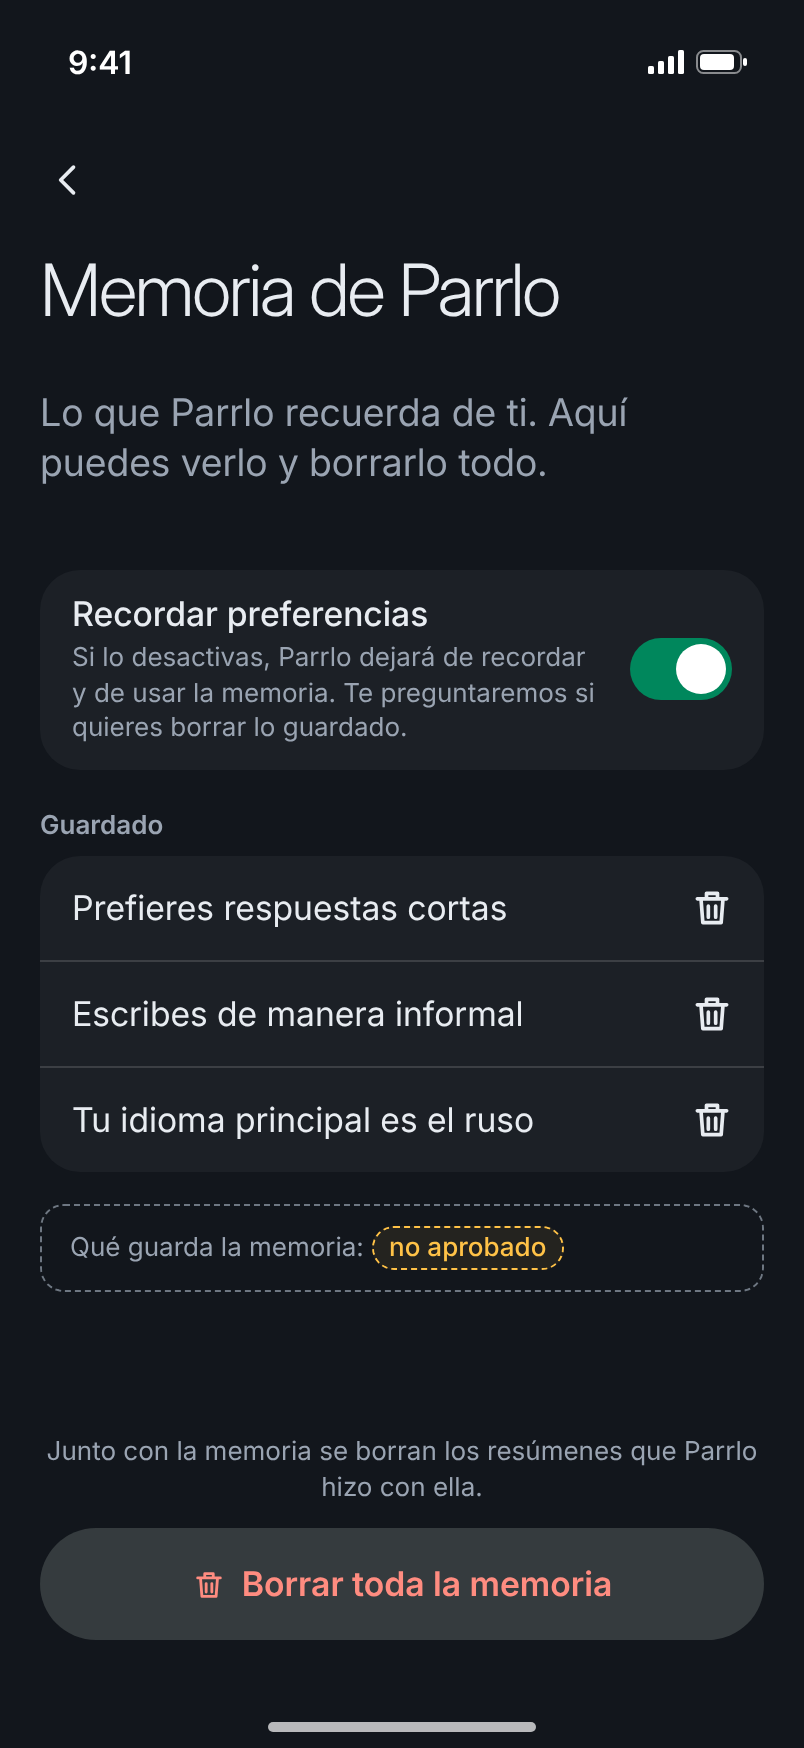 9:41
Memoria de Parrlo
Lo que Parrlo recuerda de ti. Aquí
puedes verlo y borrarlo todo.
Recordar preferencias
Si lo desactivas, Parrlo dejará de recordar
y de usar la memoria. Te preguntaremos si
quieres borrar lo guardado.
Guardado
Prefieres respuestas cortas
Escribes de manera informal
Tu idioma principal es el ruso
Qué guarda la memoria: no aprobado
Junto con la memoria se borran los resúmenes que Parrlo
hizo con ella.
Borrar toda la memoria